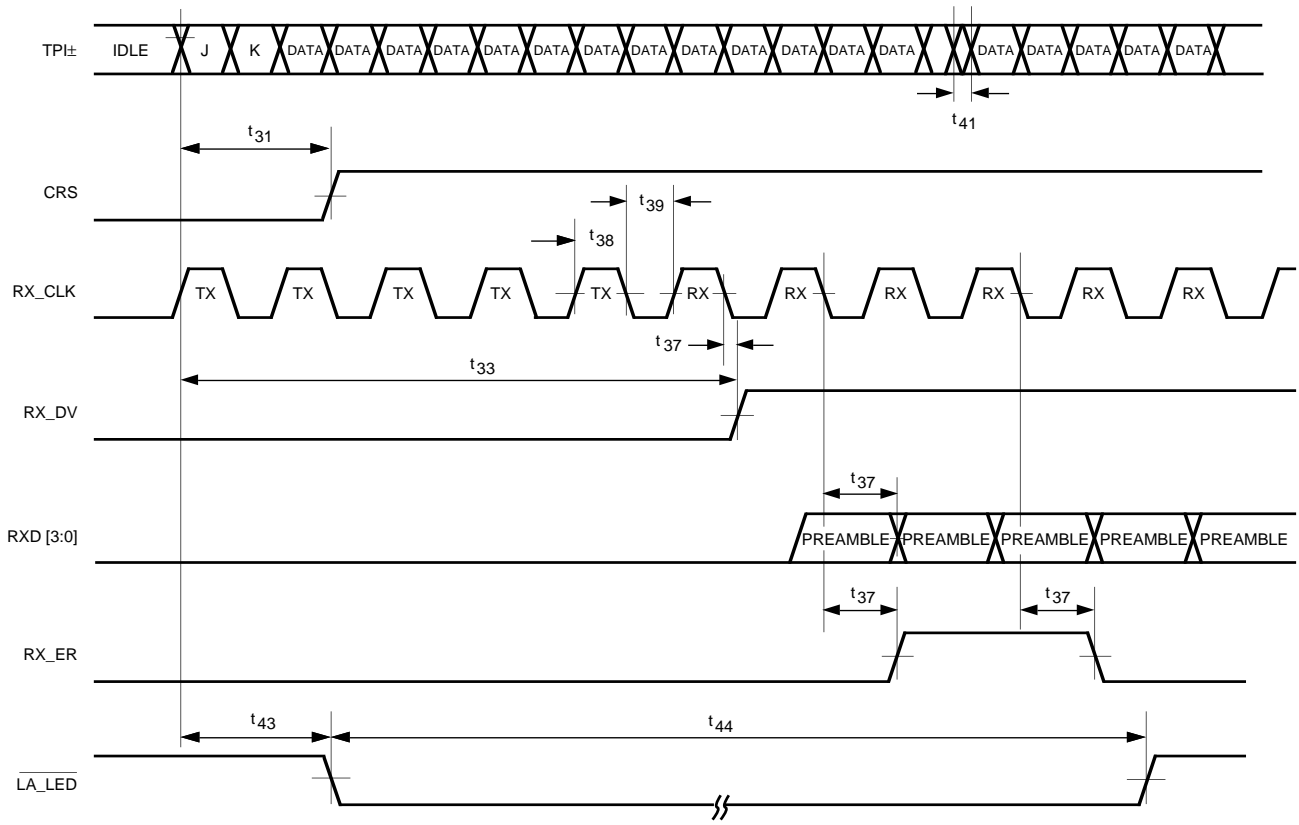 TPI± IDLE J K DATA DATA DATA DATA DATA DATA DATA DATA DATA DATA DATA DATA DATA DATA DATA DATA DATA DATA
t41
t31
CRS
t39
t38
RX_CLK TX TX TX TX TX RX RX RX RX RX RX
t37
t33
RX_DV
t37
RXD [3:0] PREAMBLE PREAMBLE PREAMBLE PREAMBLE PREAMBLE
t37 t37
RX_ER
t43 t44
LA_LED